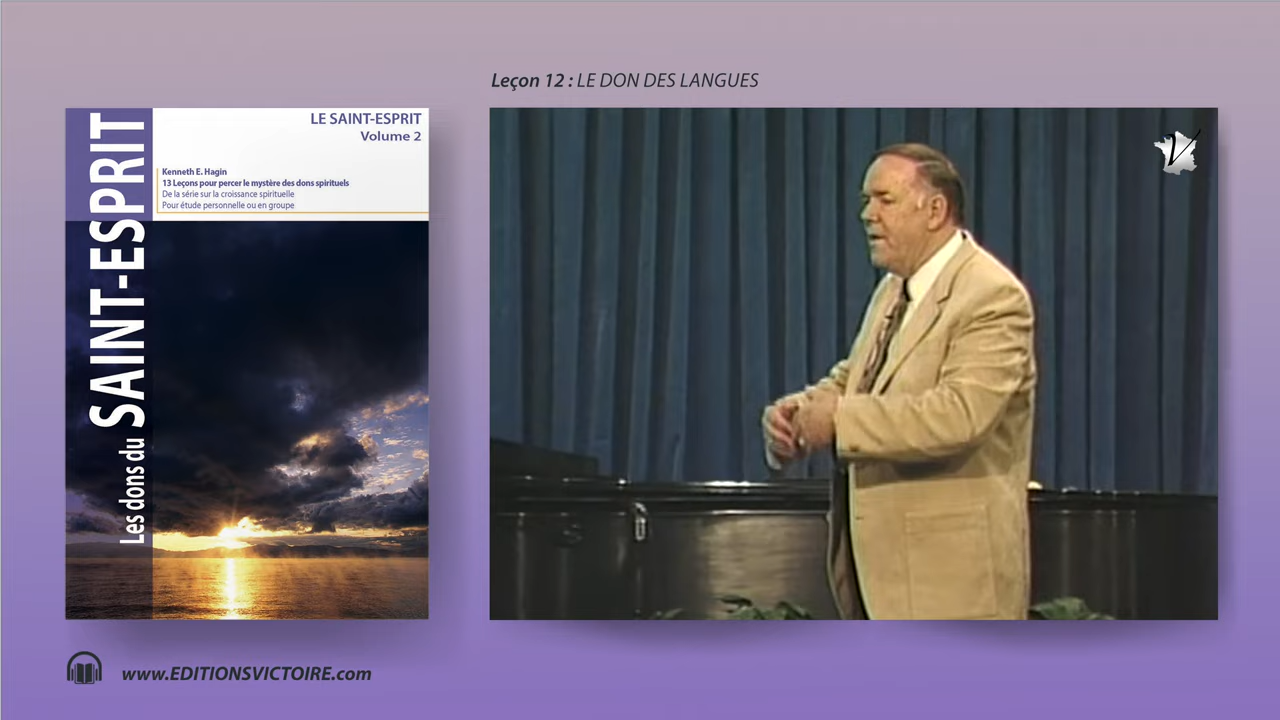 Leçon 12 : LE DON DES LANGUES
Les dons du SAINT-ESPRIT
LE SAINT-ESPRIT
Volume 2
Kenneth E. Hagin
13 Leçons pour percer le mystère des dons spirituels
De la série sur la croissance spirituelle
Pour étude personnelle ou en groupe
V
www.EDITIONSVICTOIRE.com